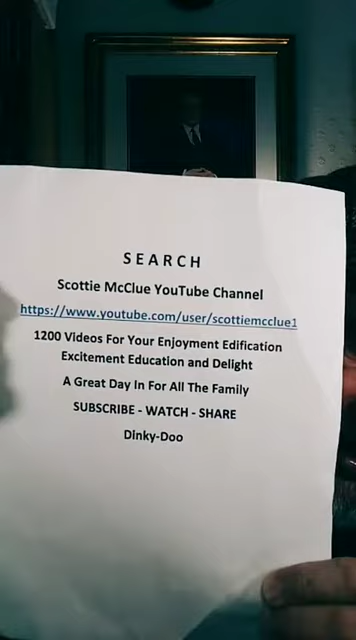 SEARCH
Scottie McClue YouTube Channel
https://www.youtube.com/user/scottiemcclue1
1200 Videos For Your Enjoyment Edification
Excitement Education and Delight
A Great Day In For All The Family
SUBSCRIBE - WATCH - SHARE
Dinky-Doo